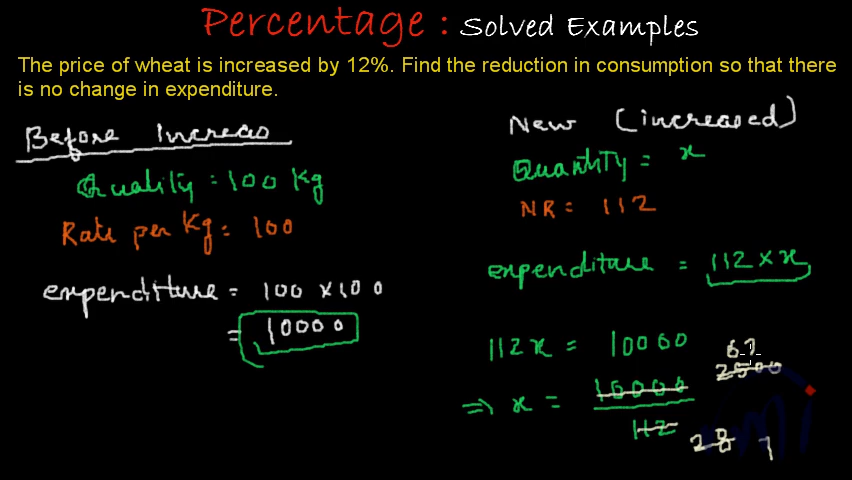 Percentage : Solved Examples
The price of wheat is increased by 12%. Find the reduction in consumption so that there
is no change in expenditure.
Before Increas
Quality = 100 Kg
Rate per Kg = 100
expenditure = 100 × 100
= 10000
New (increased)
Quantity = x
NR = 112
expenditure = 112 × x
112x = 10000
⇒ x = 10000
112
2500
28 7